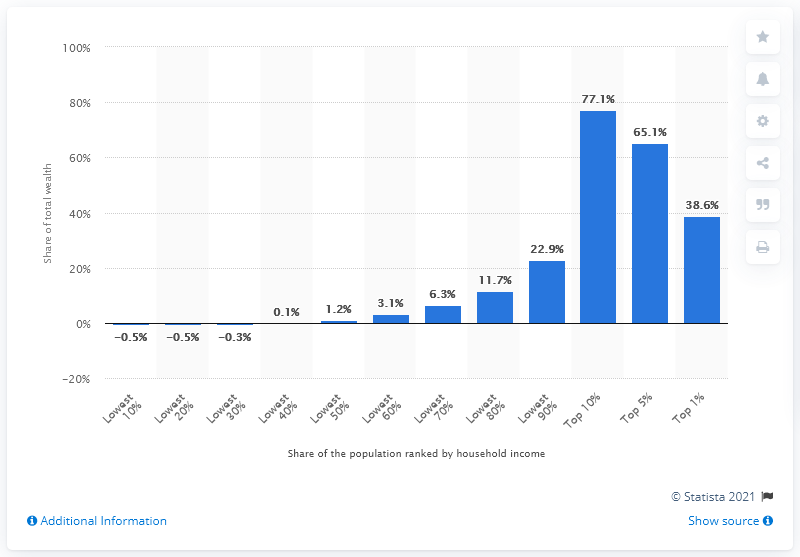 100%
80%
60%
40%
20%
0%
−20%
Share of total wealth
−0.5%
−0.5%
−0.3%
0.1%
1.2%
3.1%
6.3%
11.7%
22.9%
77.1%
65.1%
38.6%
Lowest
10%
Lowest
20%
Lowest
30%
Lowest
40%
Lowest
50%
Lowest
60%
Lowest
70%
Lowest
80%
Lowest
90%
Top 10%
Top 5%
Top 1%
Share of the population ranked by household income
© Statista 2021
Additional Information
Show source